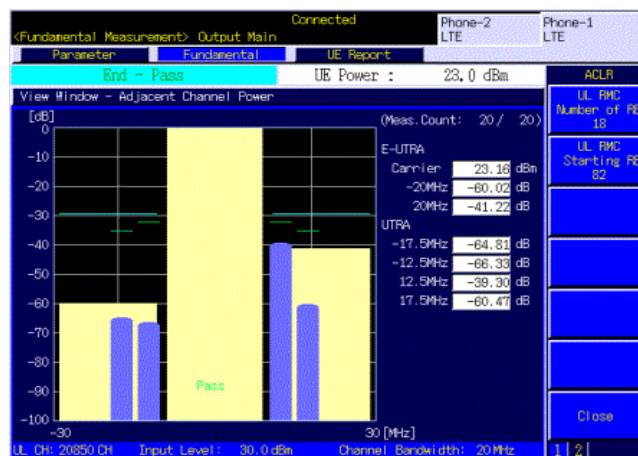 Connected
Phone-2
LTE
Phone-1
LTE
<Fundamental Measurement> Output Main
Parameter
Fundamental
UE Report
End - Pass
UE Power :
23.0 dBm
ACLR
View Window - Adjacent Channel Power
UL RMC
Number of RB
18
UL RMC
Starting RB
82
Close
1 2
[dB]
(Meas.Count: 20/ 20)
0
-10
-20
-30
-40
-50
-60
-70
-80
-90
-100
E-UTRA
Carrier 23.16 dBm
-20MHz -60.02 dB
20MHz -41.22 dB
UTRA
-17.5MHz -64.81 dB
-12.5MHz -66.33 dB
12.5MHz -39.30 dB
17.5MHz -60.47 dB
Pass
-30
30 [MHz]
UL CH: 20850 CH Input Level: 30.0 dBm Channel Bandwidth: 20 MHz